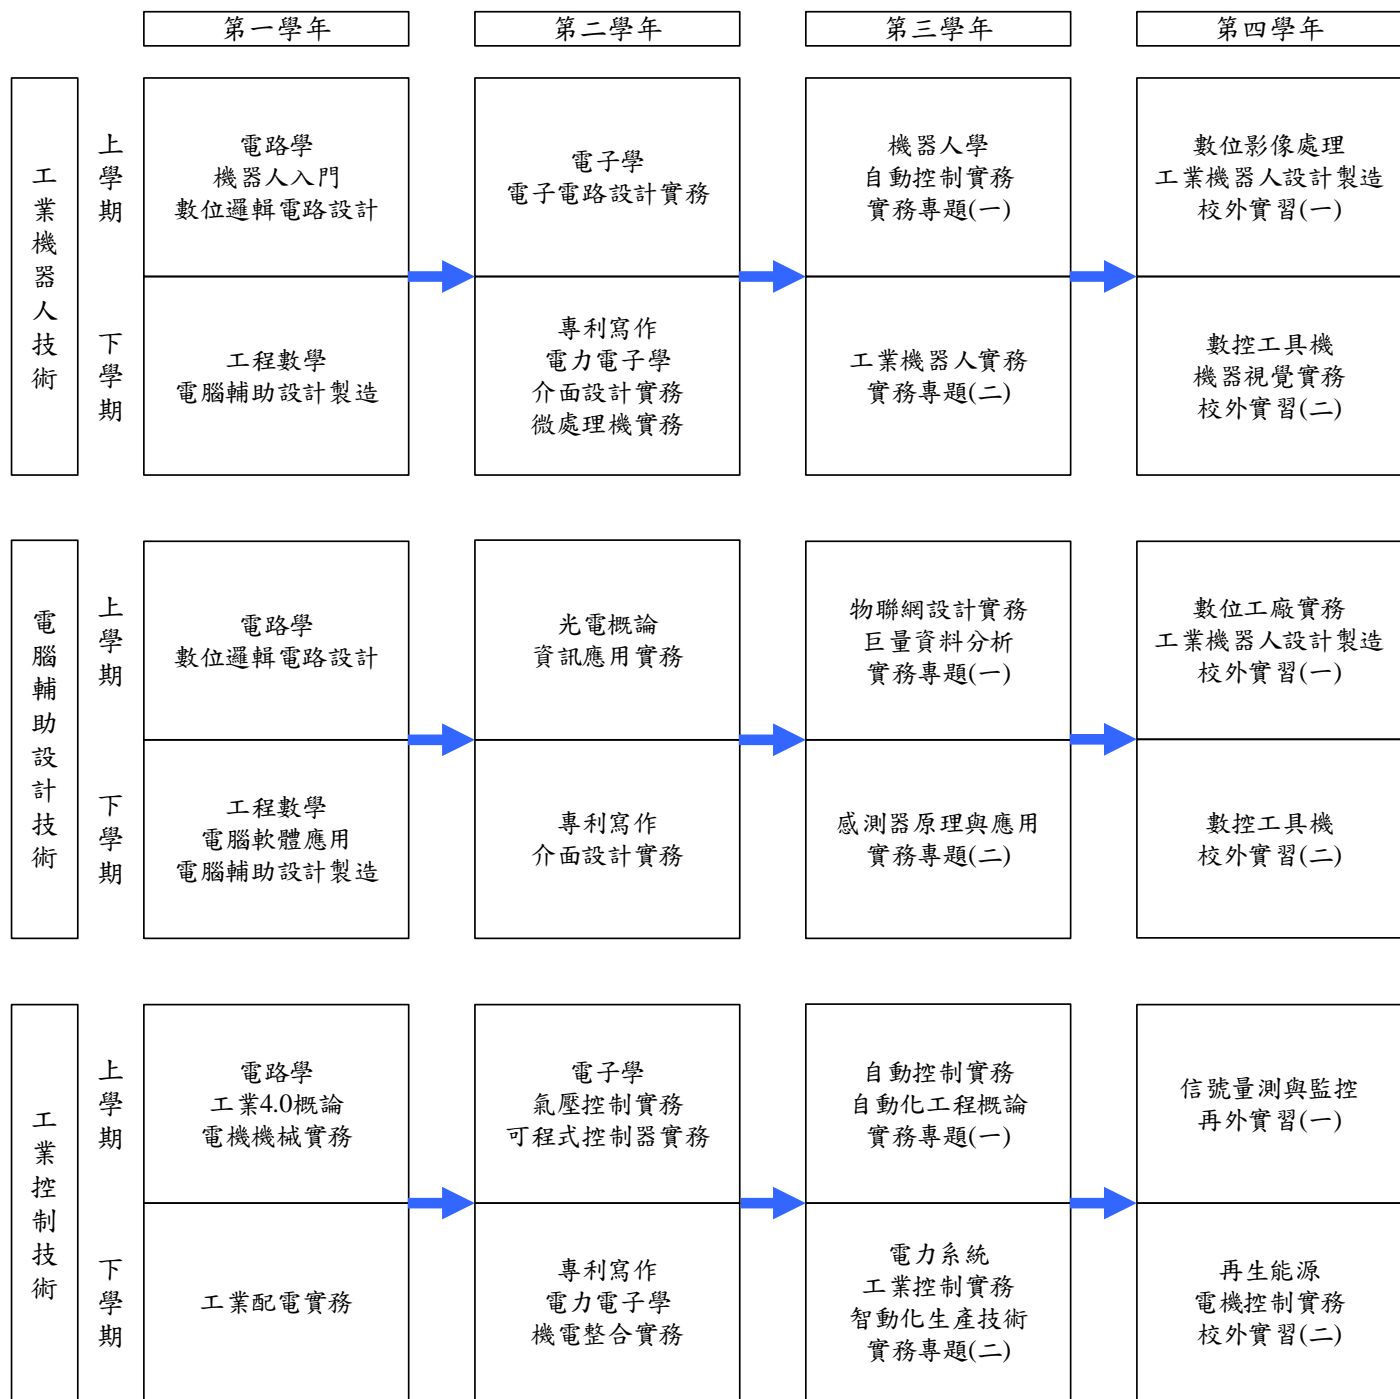 第一學年
第二學年
第三學年
第四學年
工業機器人技術
上學期
電路學
機器人入門
數位邏輯電路設計
電子學
電子電路設計實務
機器人學
自動控制實務
實務專題(一)
數位影像處理
工業機器人設計製造
校外實習(一)
下學期
工程數學
電腦輔助設計製造
專利寫作
電力電子學
介面設計實務
微處理機實務
工業機器人實務
實務專題(二)
數控工具機
機器視覺實務
校外實習(二)
電腦輔助設計技術
上學期
電路學
數位邏輯電路設計
光電概論
資訊應用實務
物聯網設計實務
巨量資料分析
實務專題(一)
數位工廠實務
工業機器人設計製造
校外實習(一)
下學期
工程數學
電腦軟體應用
電腦輔助設計製造
專利寫作
介面設計實務
感測器原理與應用
實務專題(二)
數控工具機
校外實習(二)
工業控制技術
上學期
電路學
工業4.0概論
電機機械實務
電子學
氣壓控制實務
可程式控制器實務
自動控制實務
自動化工程概論
實務專題(一)
信號量測與監控
再外實習(一)
下學期
工業配電實務
專利寫作
電力電子學
機電整合實務
電力系統
工業控制實務
智動化生產技術
實務專題(二)
再生能源
電機控制實務
校外實習(二)